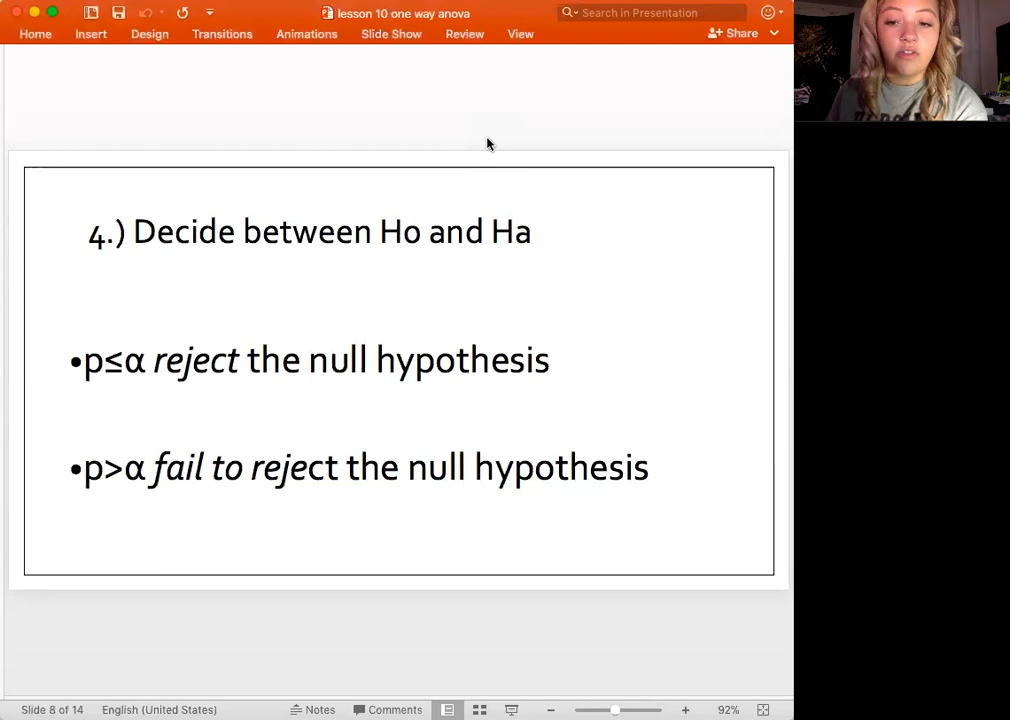 lesson 10 one way anova
Search in Presentation
Home Insert Design Transitions Animations Slide Show Review View
Share
4.) Decide between Ho and Ha
•p≤α reject the null hypothesis
•p>α fail to reject the null hypothesis
Slide 8 of 14 English (United States) Notes Comments 92%